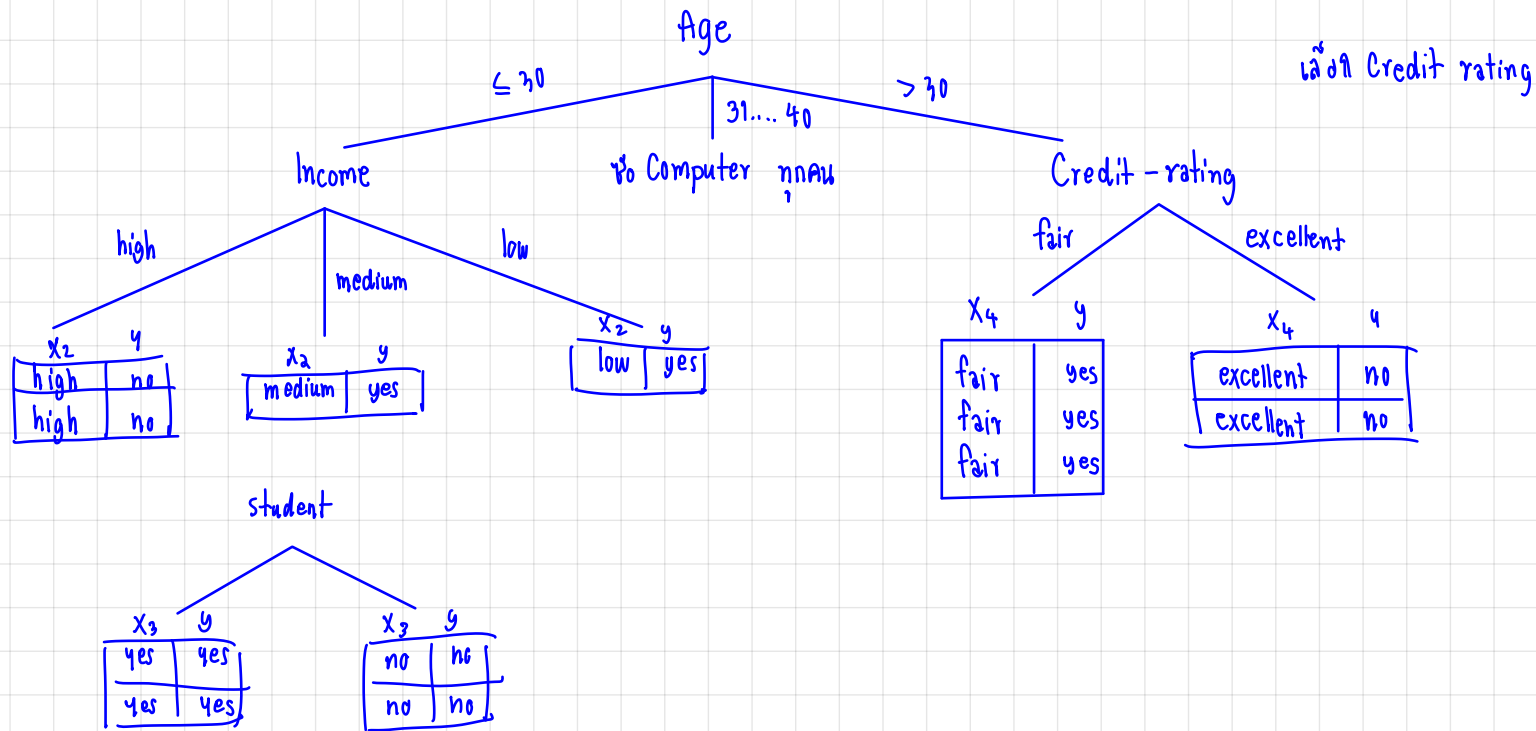 Age
เลือก Credit rating
≤ 30
31.... 40
> 30
Income
ซื้อ Computer ทุกคน
Credit - rating
high
medium
low
fair
excellent
x2 y
high no
high no
x2 y
medium yes
x2 y
low yes
X4 y
fair yes
fair yes
fair yes
X4 y
excellent no
excellent no
student
X3 y
yes yes
yes yes
X3 y
no no
no no